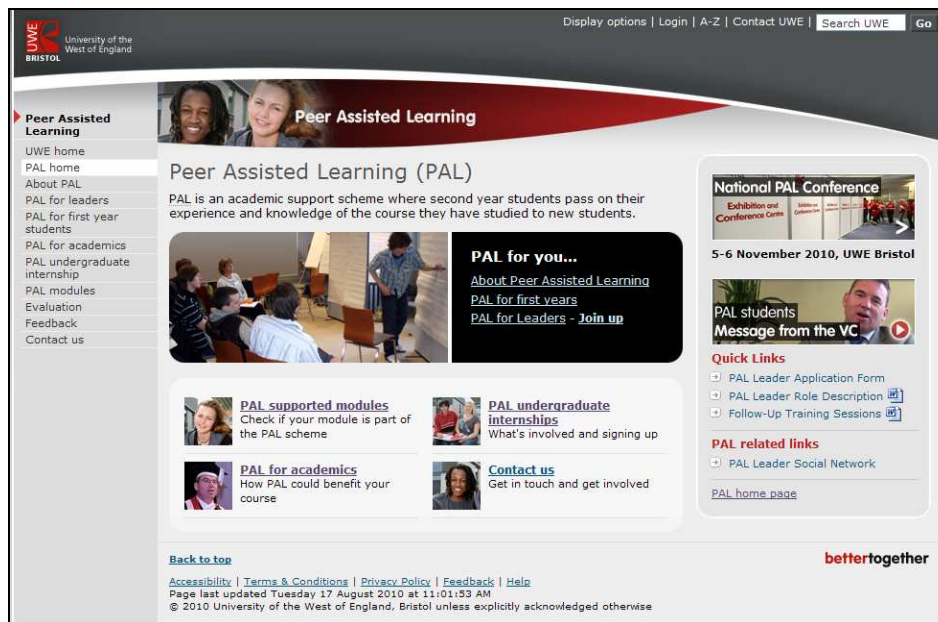 Display options | Login | A-Z | Contact UWE | Search UWE Go
UWE
BRISTOL
University of the
West of England
Peer Assisted Learning
Peer Assisted
Learning
UWE home
PAL home
About PAL
PAL for leaders
PAL for first year
students
PAL for academics
PAL undergraduate
internship
PAL modules
Evaluation
Feedback
Contact us
Peer Assisted Learning (PAL)
PAL is an academic support scheme where second year students pass on their
experience and knowledge of the course they have studied to new students.
PAL for you...
About Peer Assisted Learning
PAL for first years
PAL for Leaders - Join up
PAL supported modules
Check if your module is part of
the PAL scheme
PAL undergraduate
internships
What's involved and signing up
PAL for academics
How PAL could benefit your
course
Contact us
Get in touch and get involved
National PAL Conference
Exhibition and
Conference Centre
5-6 November 2010, UWE Bristol
PAL students
Message from the VC
Quick Links
PAL Leader Application Form
PAL Leader Role Description
Follow-Up Training Sessions
PAL related links
PAL Leader Social Network
PAL home page
Back to top
bettertogether
Accessibility | Terms & Conditions | Privacy Policy | Feedback | Help
Page last updated Tuesday 17 August 2010 at 11:01:53 AM
© 2010 University of the West of England, Bristol unless explicitly acknowledged otherwise